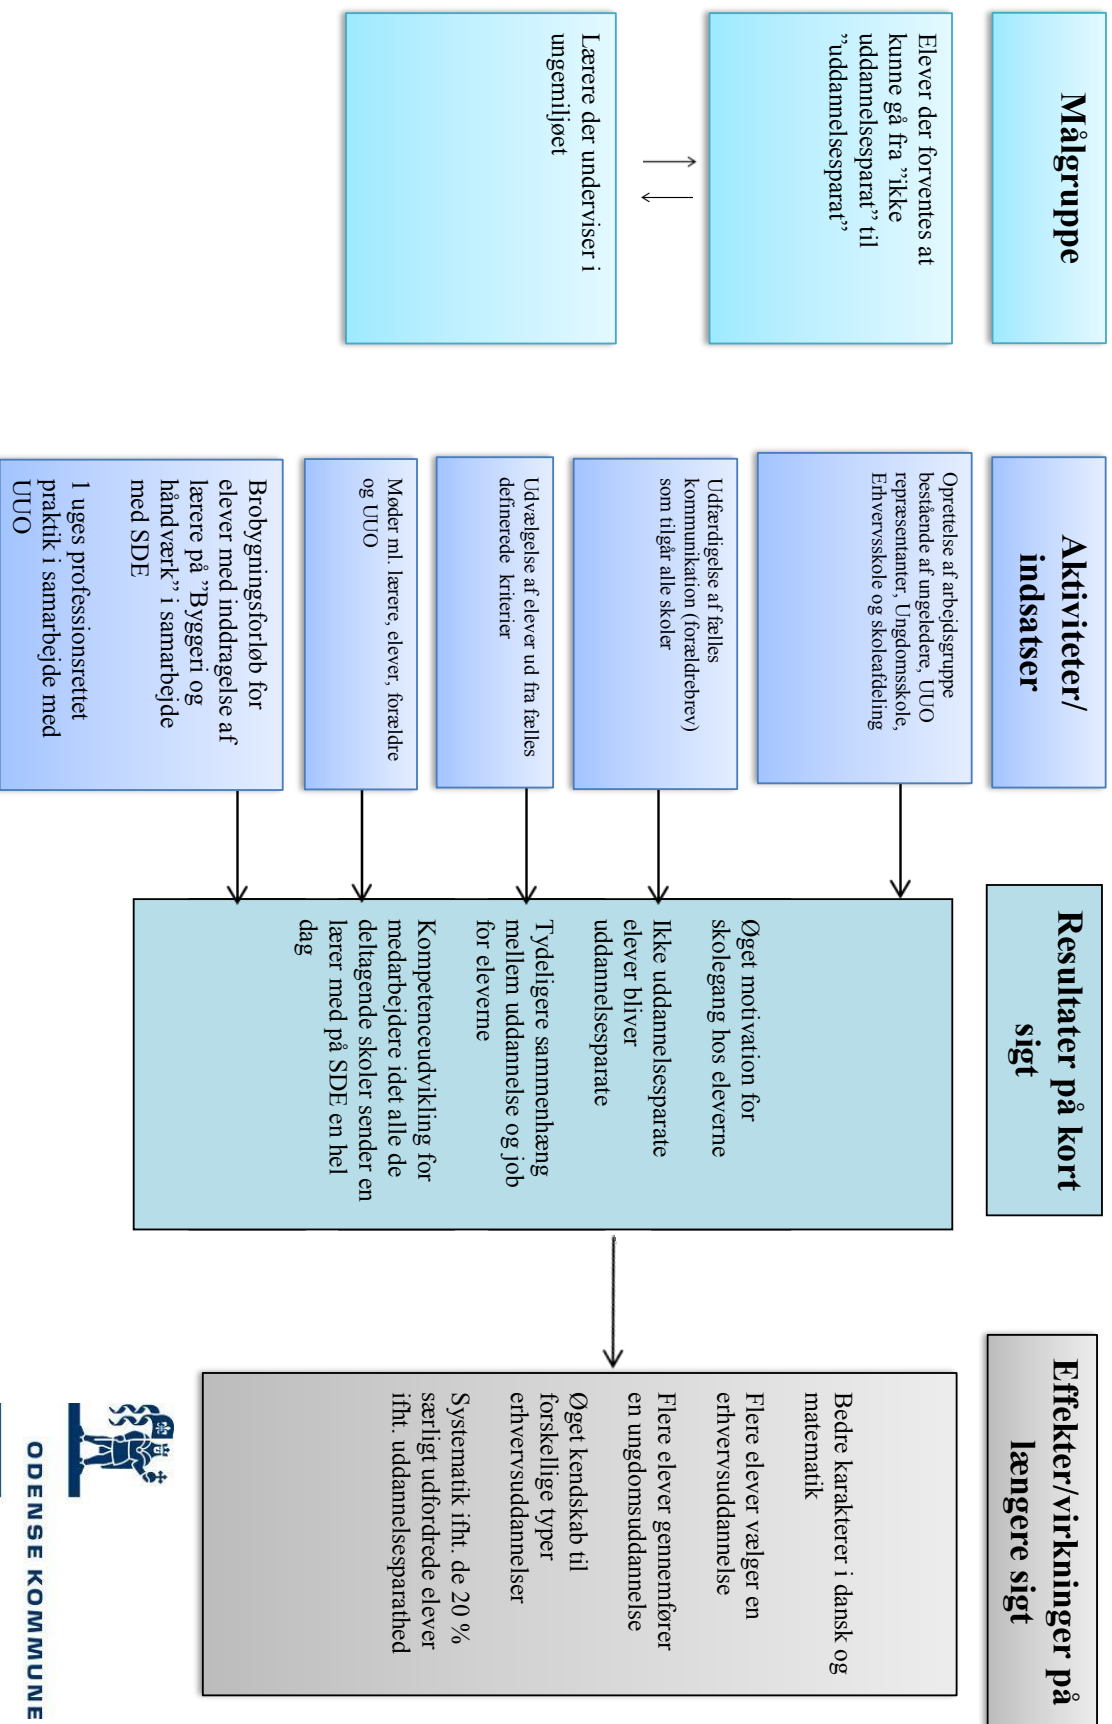 Målgruppe
Elever der forventes at
kunne gå fra ”ikke
uddannelsesparat” til
”uddannelsesparat”
Lærere der underviser i
ungemiljøet
Aktiviteter/
indsatser
Oprettelse af arbejdsgruppe
bestående af ungeledere, UUO
repræsentanter, Ungdomsskole,
Erhvervsskole og skoleafdeling
Udfærdigelse af fælles
kommunikation (forældrebrev)
som tilgår alle skoler
Udvælgelse af elever ud fra fælles
definerede kriterier
Møder ml. lærere, elever, forældre
og UUO
Brobygningsforløb for
elever med inddragelse af
lærere på ”Byggeri og
håndværk” i samarbejde
med SDE
1 uges professionsrettet
praktik i samarbejde med
UUO
Resultater på kort
sigt
Øget motivation for
skolegang hos eleverne
Ikke uddannelsesparate
elever bliver
uddannelsesparate
Tydeligere sammenhæng
mellem uddannelse og job
for eleverne
Kompetenceudvikling for
medarbejdere idet alle de
deltagende skoler sender en
lærer med på SDE en hel
dag
Effekter/virkninger på
længere sigt
Bedre karakterer i dansk og
matematik
Flere elever vælger en
erhvervsuddannelse
Flere elever gennemfører
en ungdomsuddannelse
Øget kendskab til
forskellige typer
erhvervsuddannelser
Systematik ifht. de 20 %
særligt udfordrede elever
ifht. uddannelsesparathed
ODENSE KOMMUNE